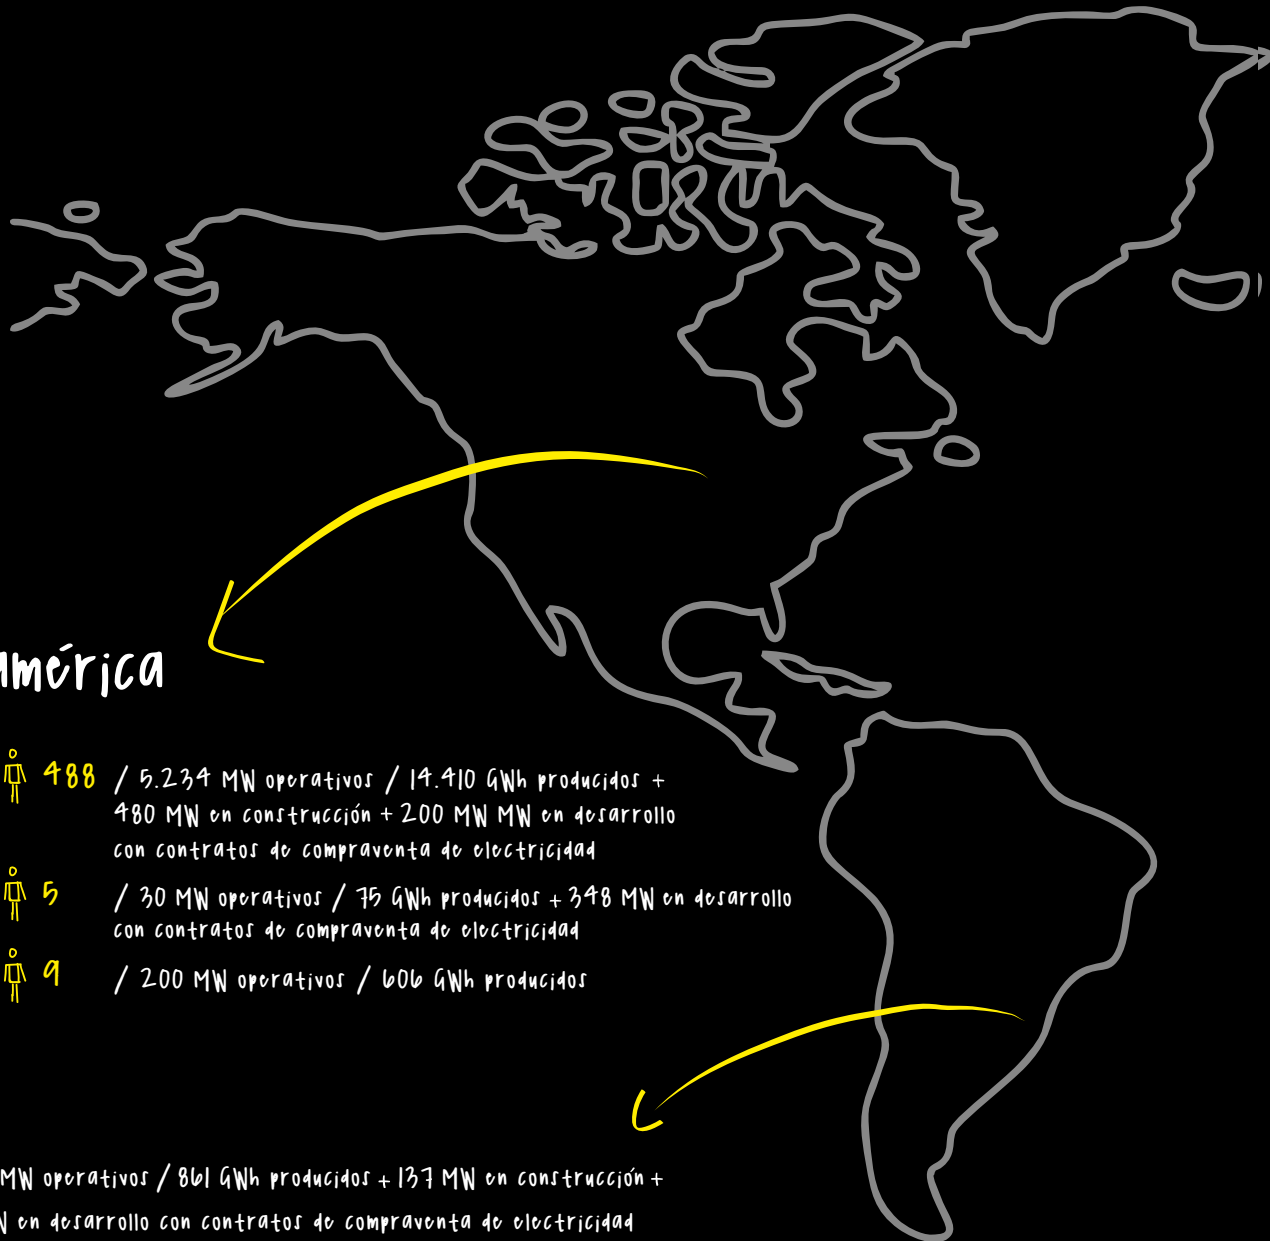 américa
488 / 5.234 MW operativos / 14.410 GWh producidos +
480 MW en construcción + 200 MW MW en desarrollo
con contratos de compraventa de electricidad
5 / 30 MW operativos / 75 GWh producidos + 348 MW en desarrollo
con contratos de compraventa de electricidad
9 / 200 MW operativos / 606 GWh producidos
MW operativos / 861 GWh producidos + 137 MW en construcción +
en desarrollo con contratos de compraventa de electricidad